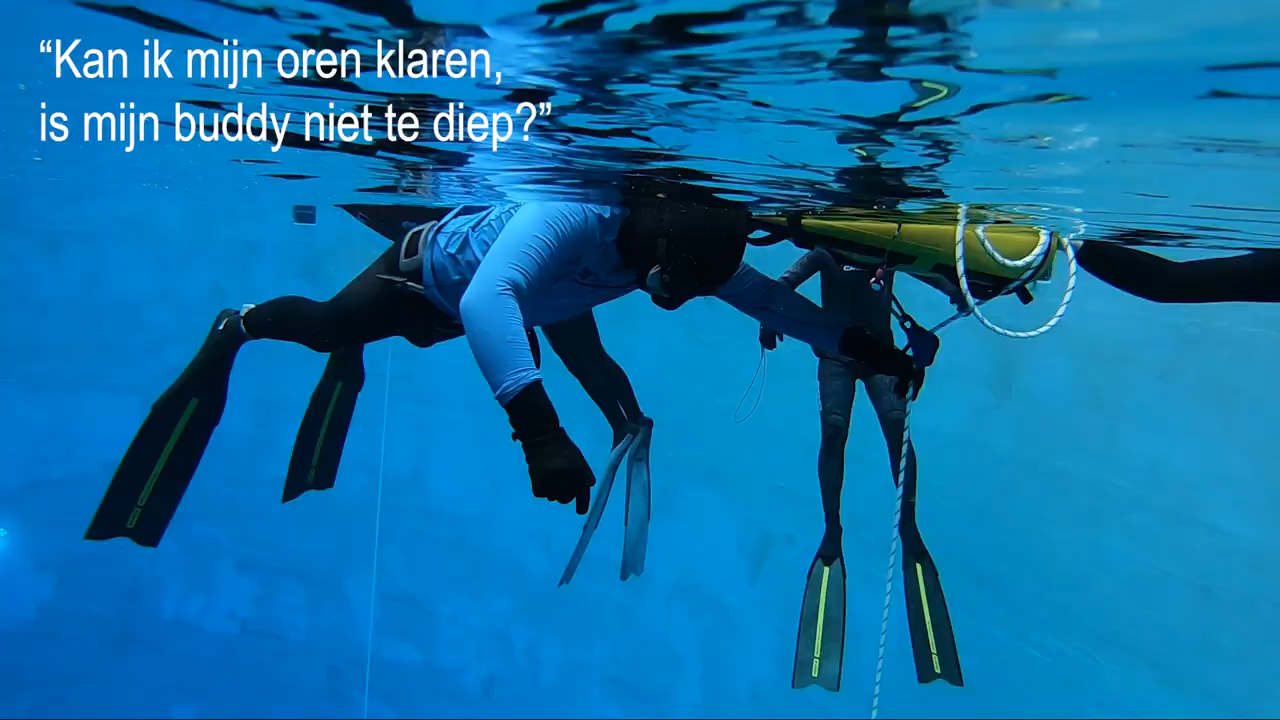 “Kan ik mijn oren klaren,
is mijn buddy niet te diep?”